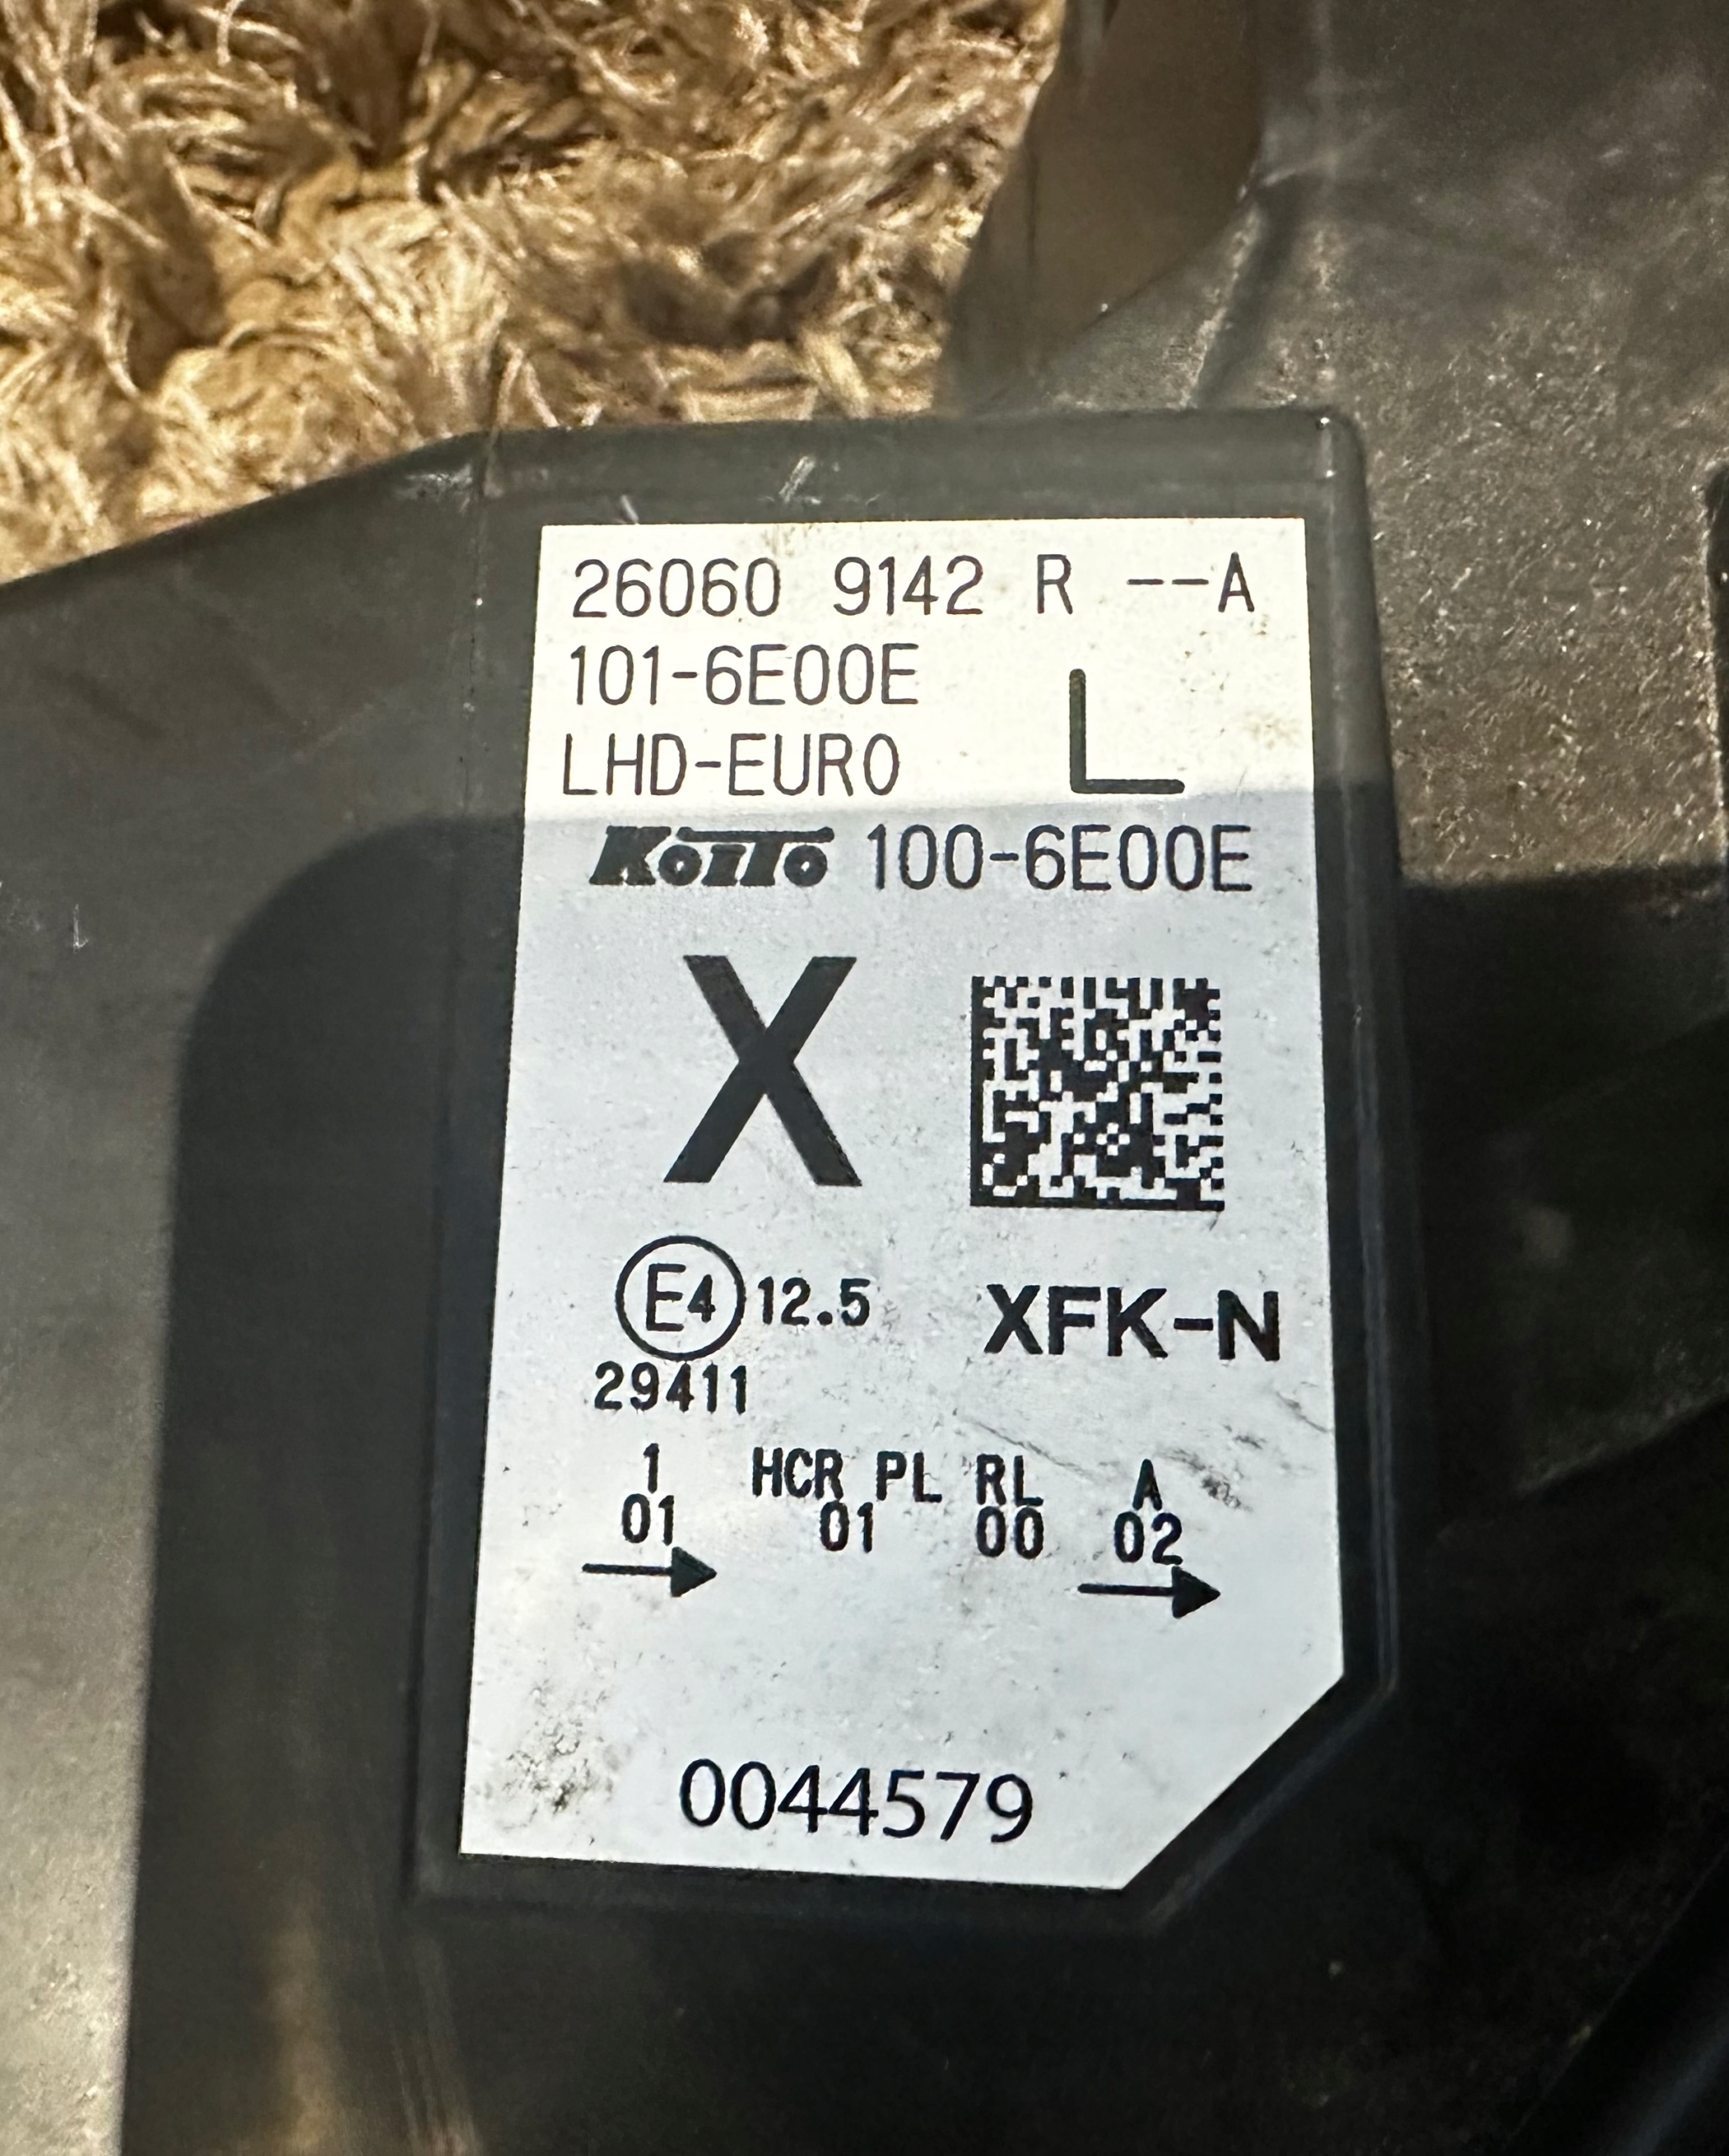 26060 9142 R --A
101-6E00E
LHD-EURO L
KOITO 100-6E00E
X
E4 12.5 XFK-N
29411
1 HCR PL RL A
01 01 00 02
0044579